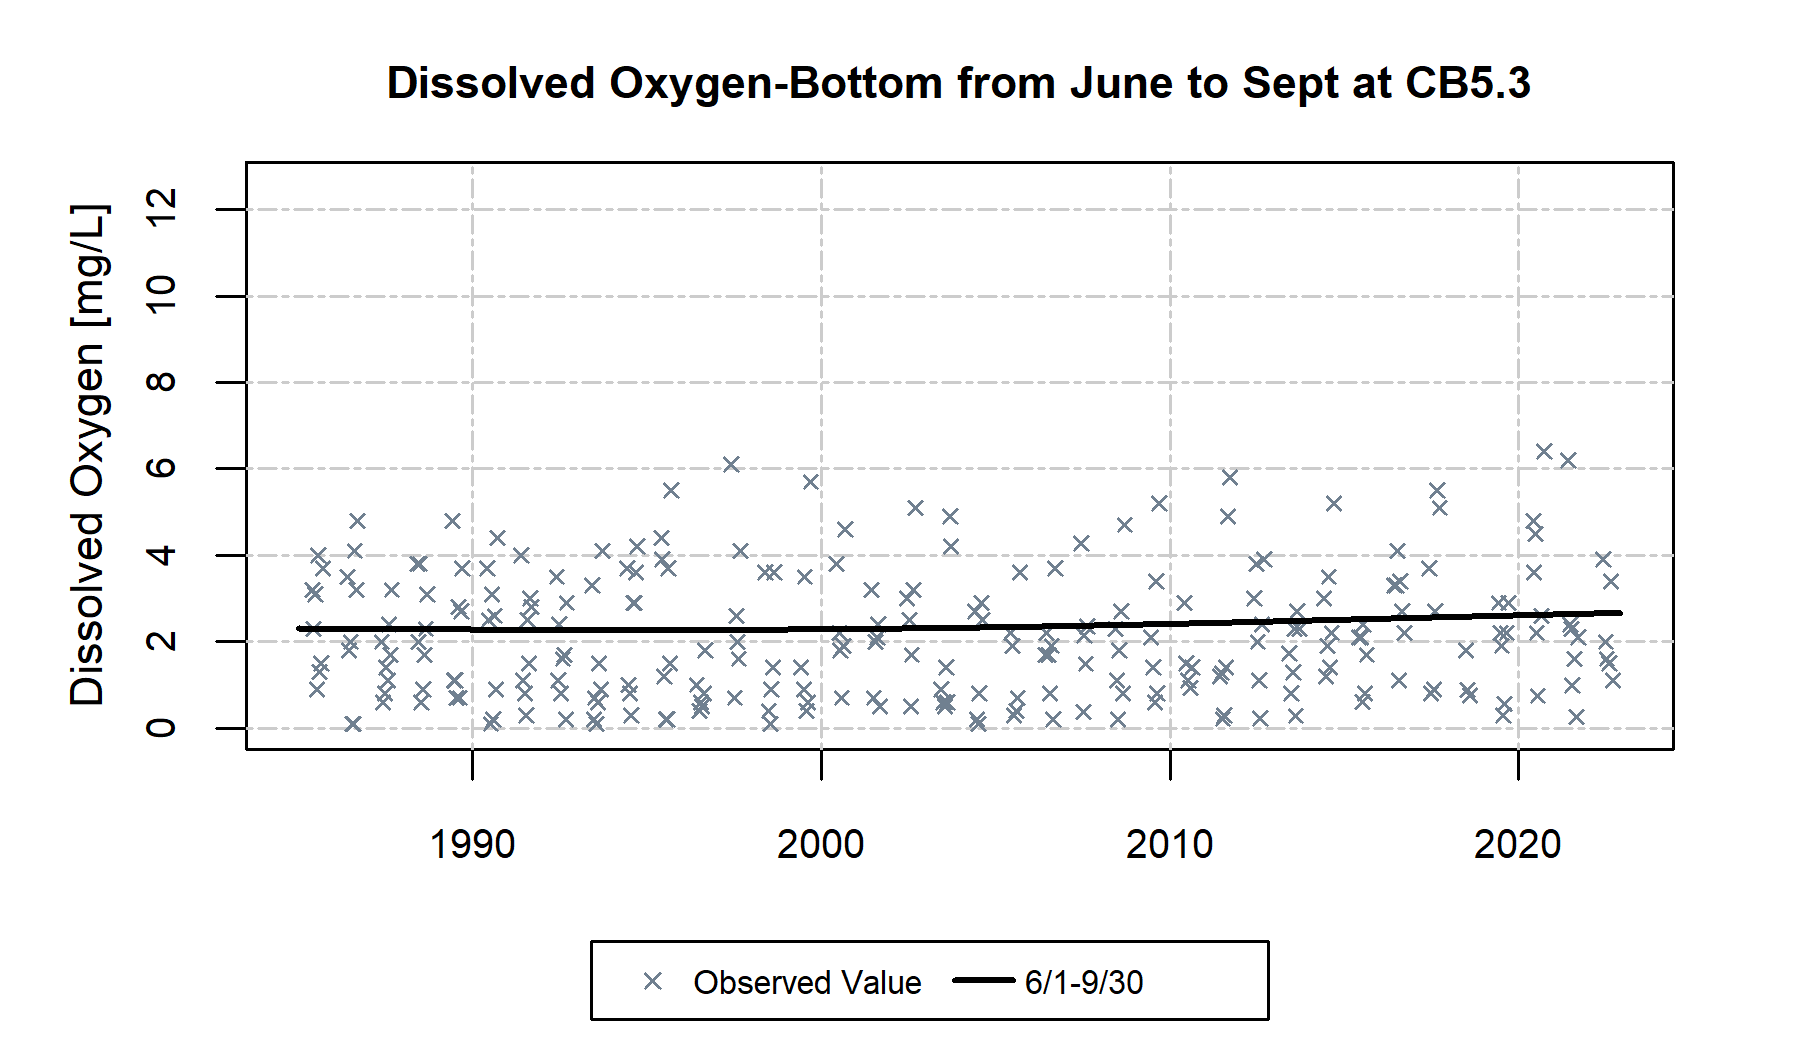 Dissolved Oxygen-Bottom from June to Sept at CB5.3
Dissolved Oxygen [mg/L]
12
10
8
6
4
2
0
1990 2000 2010 2020
Observed Value 6/1-9/30